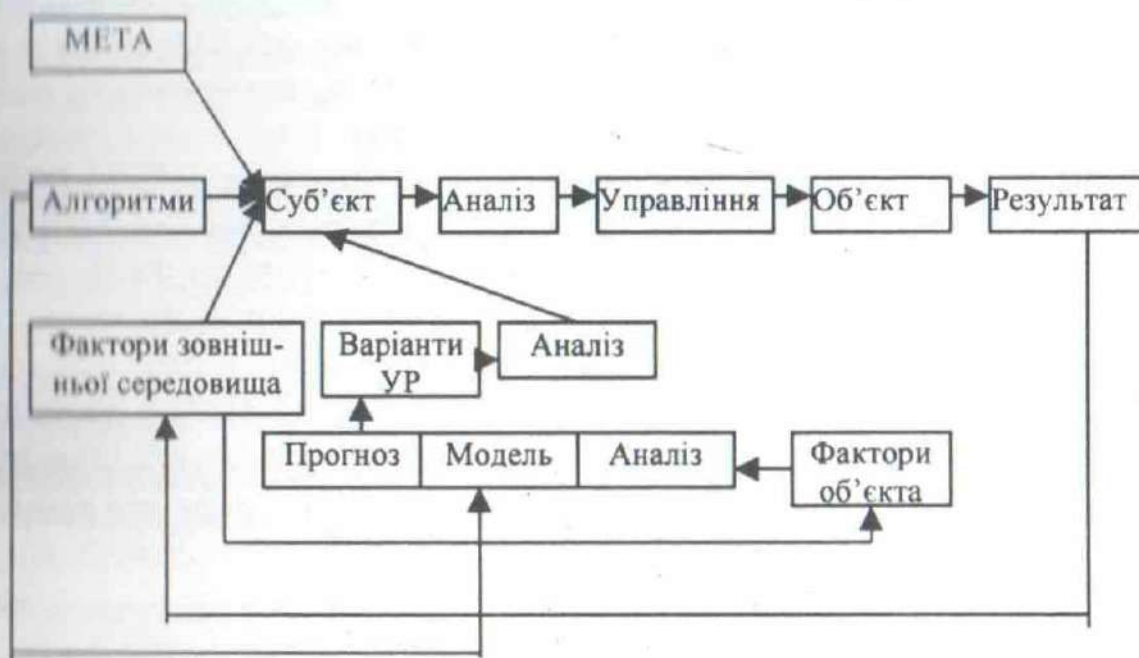 МЕТА
Алгоритми
Суб’єкт
Аналіз
Управління
Об’єкт
Результат
Фактори зовніш-
ньої середовища
Варіанти
УР
Аналіз
Прогноз
Модель
Аналіз
Фактори
об’єкта